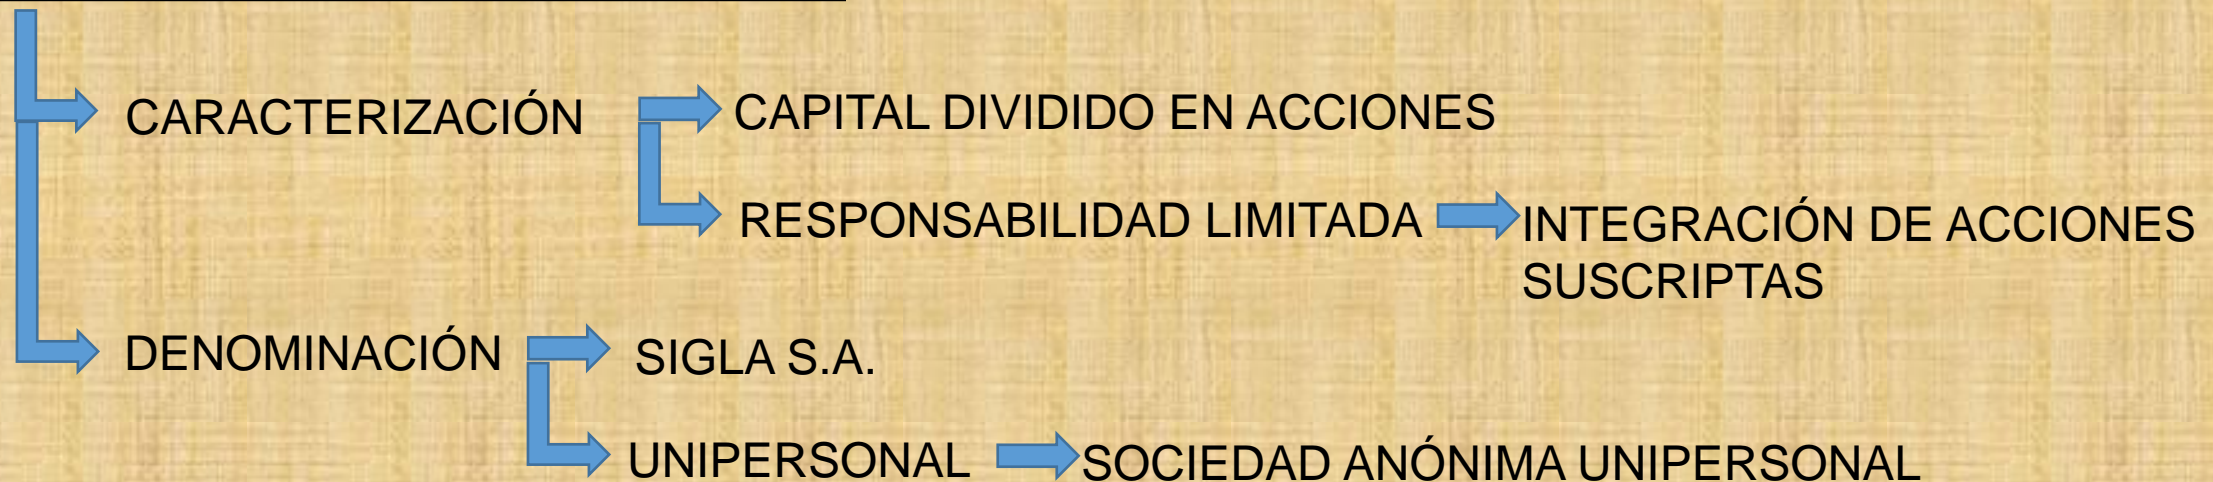 CARACTERIZACIÓN
CAPITAL DIVIDIDO EN ACCIONES
RESPONSABILIDAD LIMITADA
INTEGRACIÓN DE ACCIONES
SUSCRIPTAS
DENOMINACIÓN
SIGLA S.A.
UNIPERSONAL
SOCIEDAD ANÓNIMA UNIPERSONAL